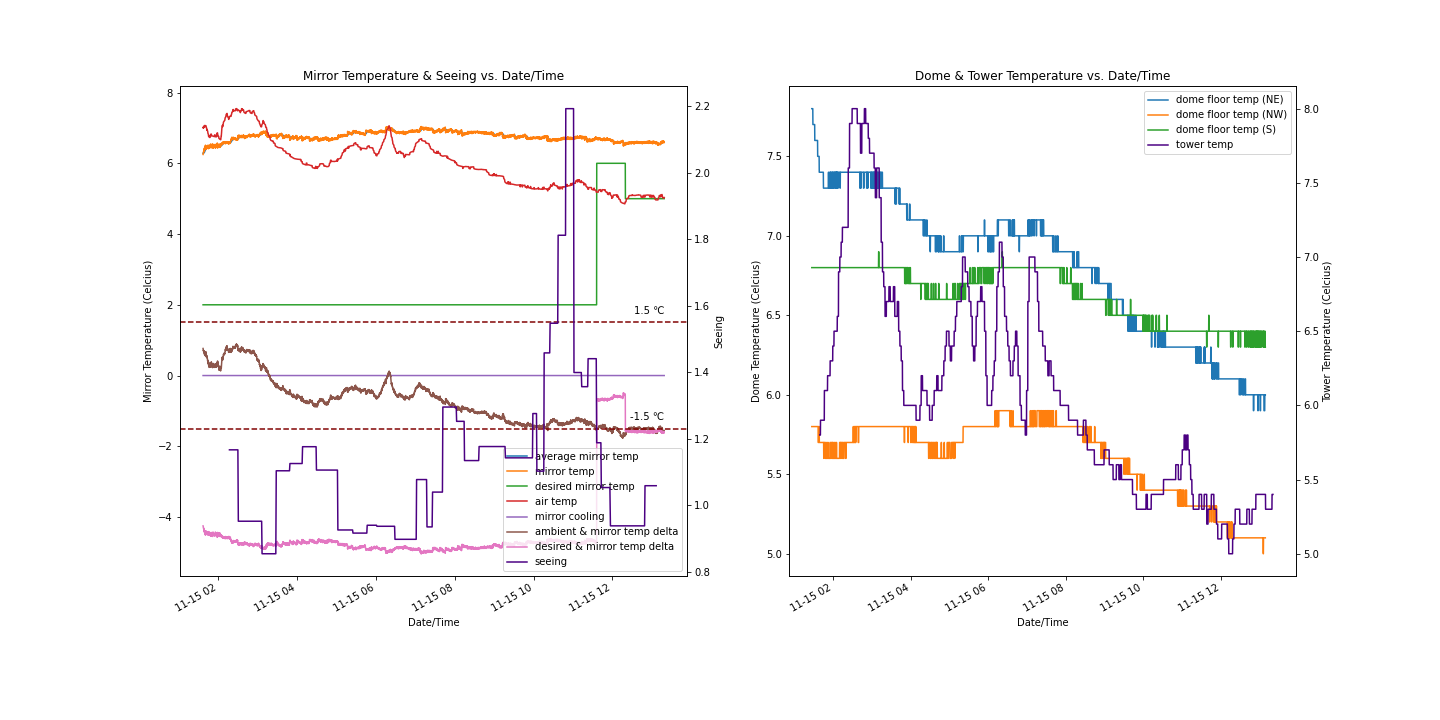 Mirror Temperature & Seeing vs. Date/Time
8
6
4
2
0
−2
−4
Mirror Temperature (Celcius)
2.2
2.0
1.8
1.6
1.4
1.2
1.0
0.8
Seeing
1.5 °C
-1.5 °C
average mirror temp
mirror temp
desired mirror temp
air temp
mirror cooling
ambient & mirror temp delta
desired & mirror temp delta
seeing
11-15 02
11-15 04
11-15 06
11-15 08
11-15 10
11-15 12
Date/Time
Dome & Tower Temperature vs. Date/Time
7.5
7.0
6.5
6.0
5.5
5.0
Dome Temperature (Celcius)
dome floor temp (NE)
dome floor temp (NW)
dome floor temp (S)
tower temp
8.0
7.5
7.0
6.5
6.0
5.5
5.0
Tower Temperature (Celcius)
11-15 02
11-15 04
11-15 06
11-15 08
11-15 10
11-15 12
Date/Time